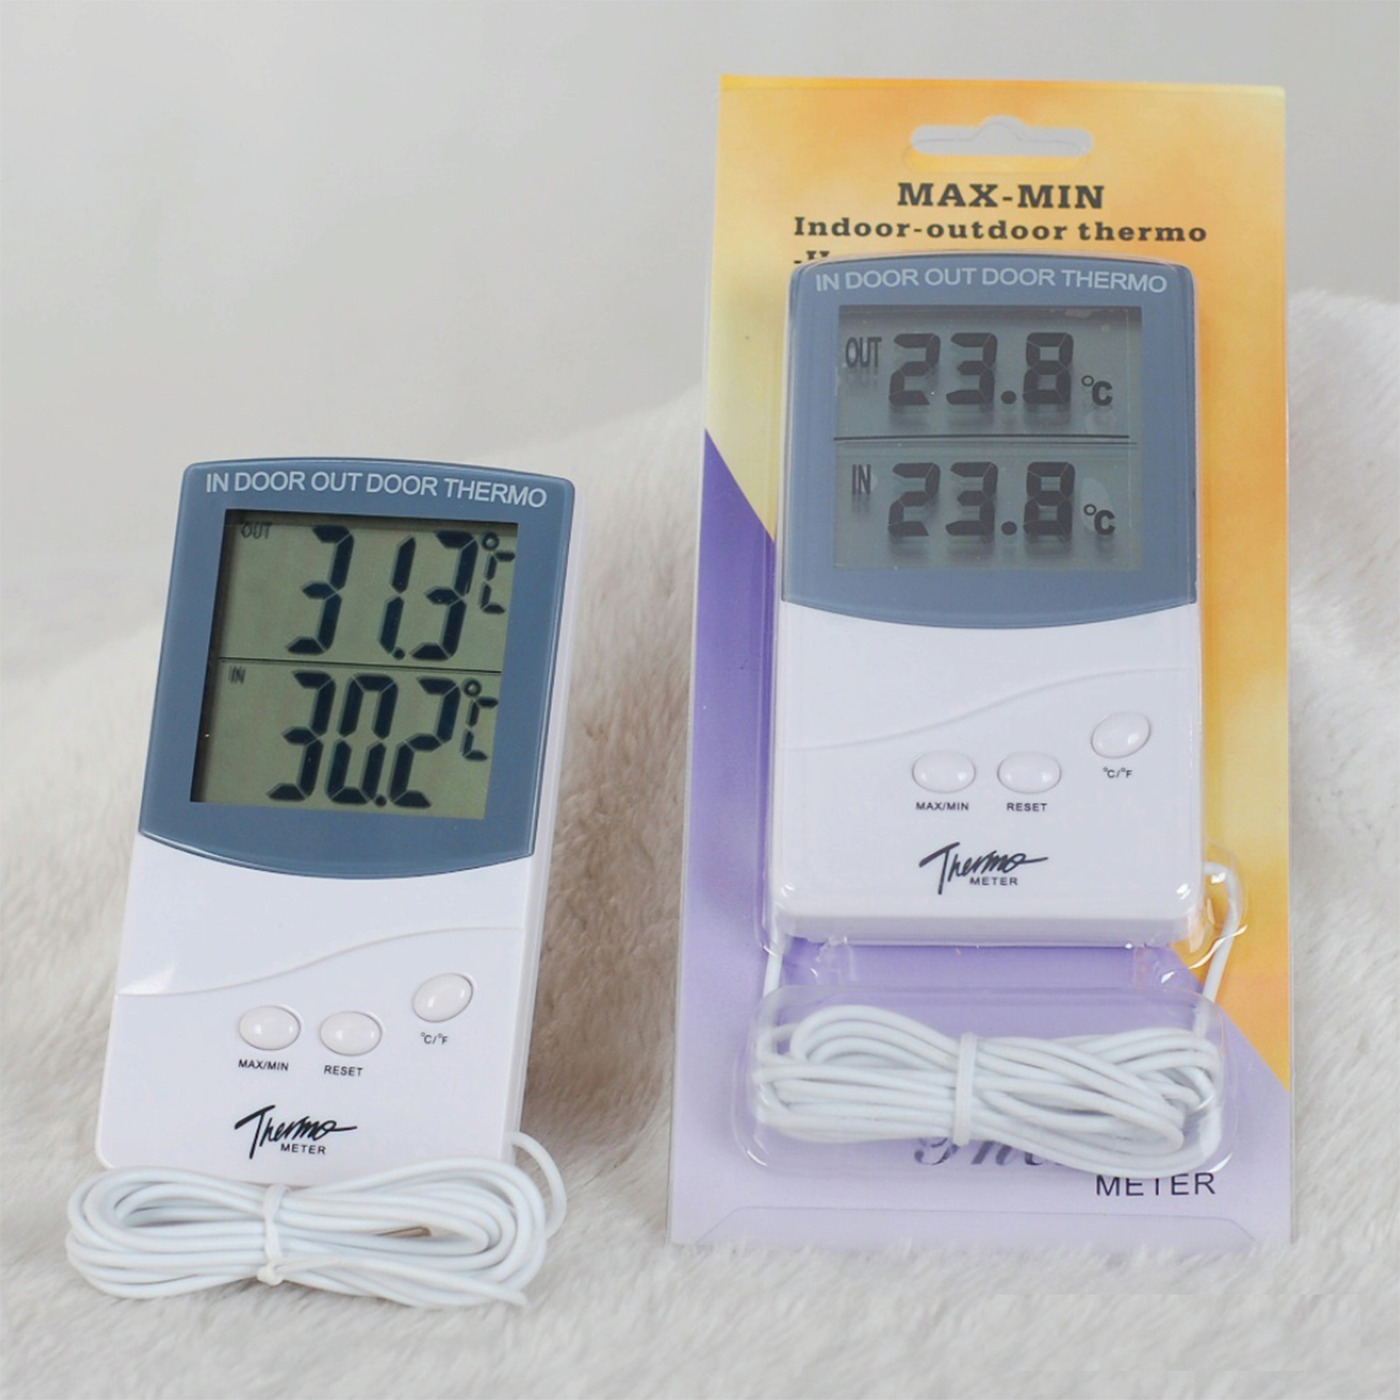 MAX-MIN
Indoor-outdoor thermo
IN DOOR OUT DOOR THERMO
OUT 23.8 °C
IN 23.8 °C
°C/°F
MAX/MIN RESET
Thermo
METER
METER
IN DOOR OUT DOOR THERMO
OUT 31.3 °C
IN 30.2 °C
°C/°F
MAX/MIN RESET
Thermo
METER